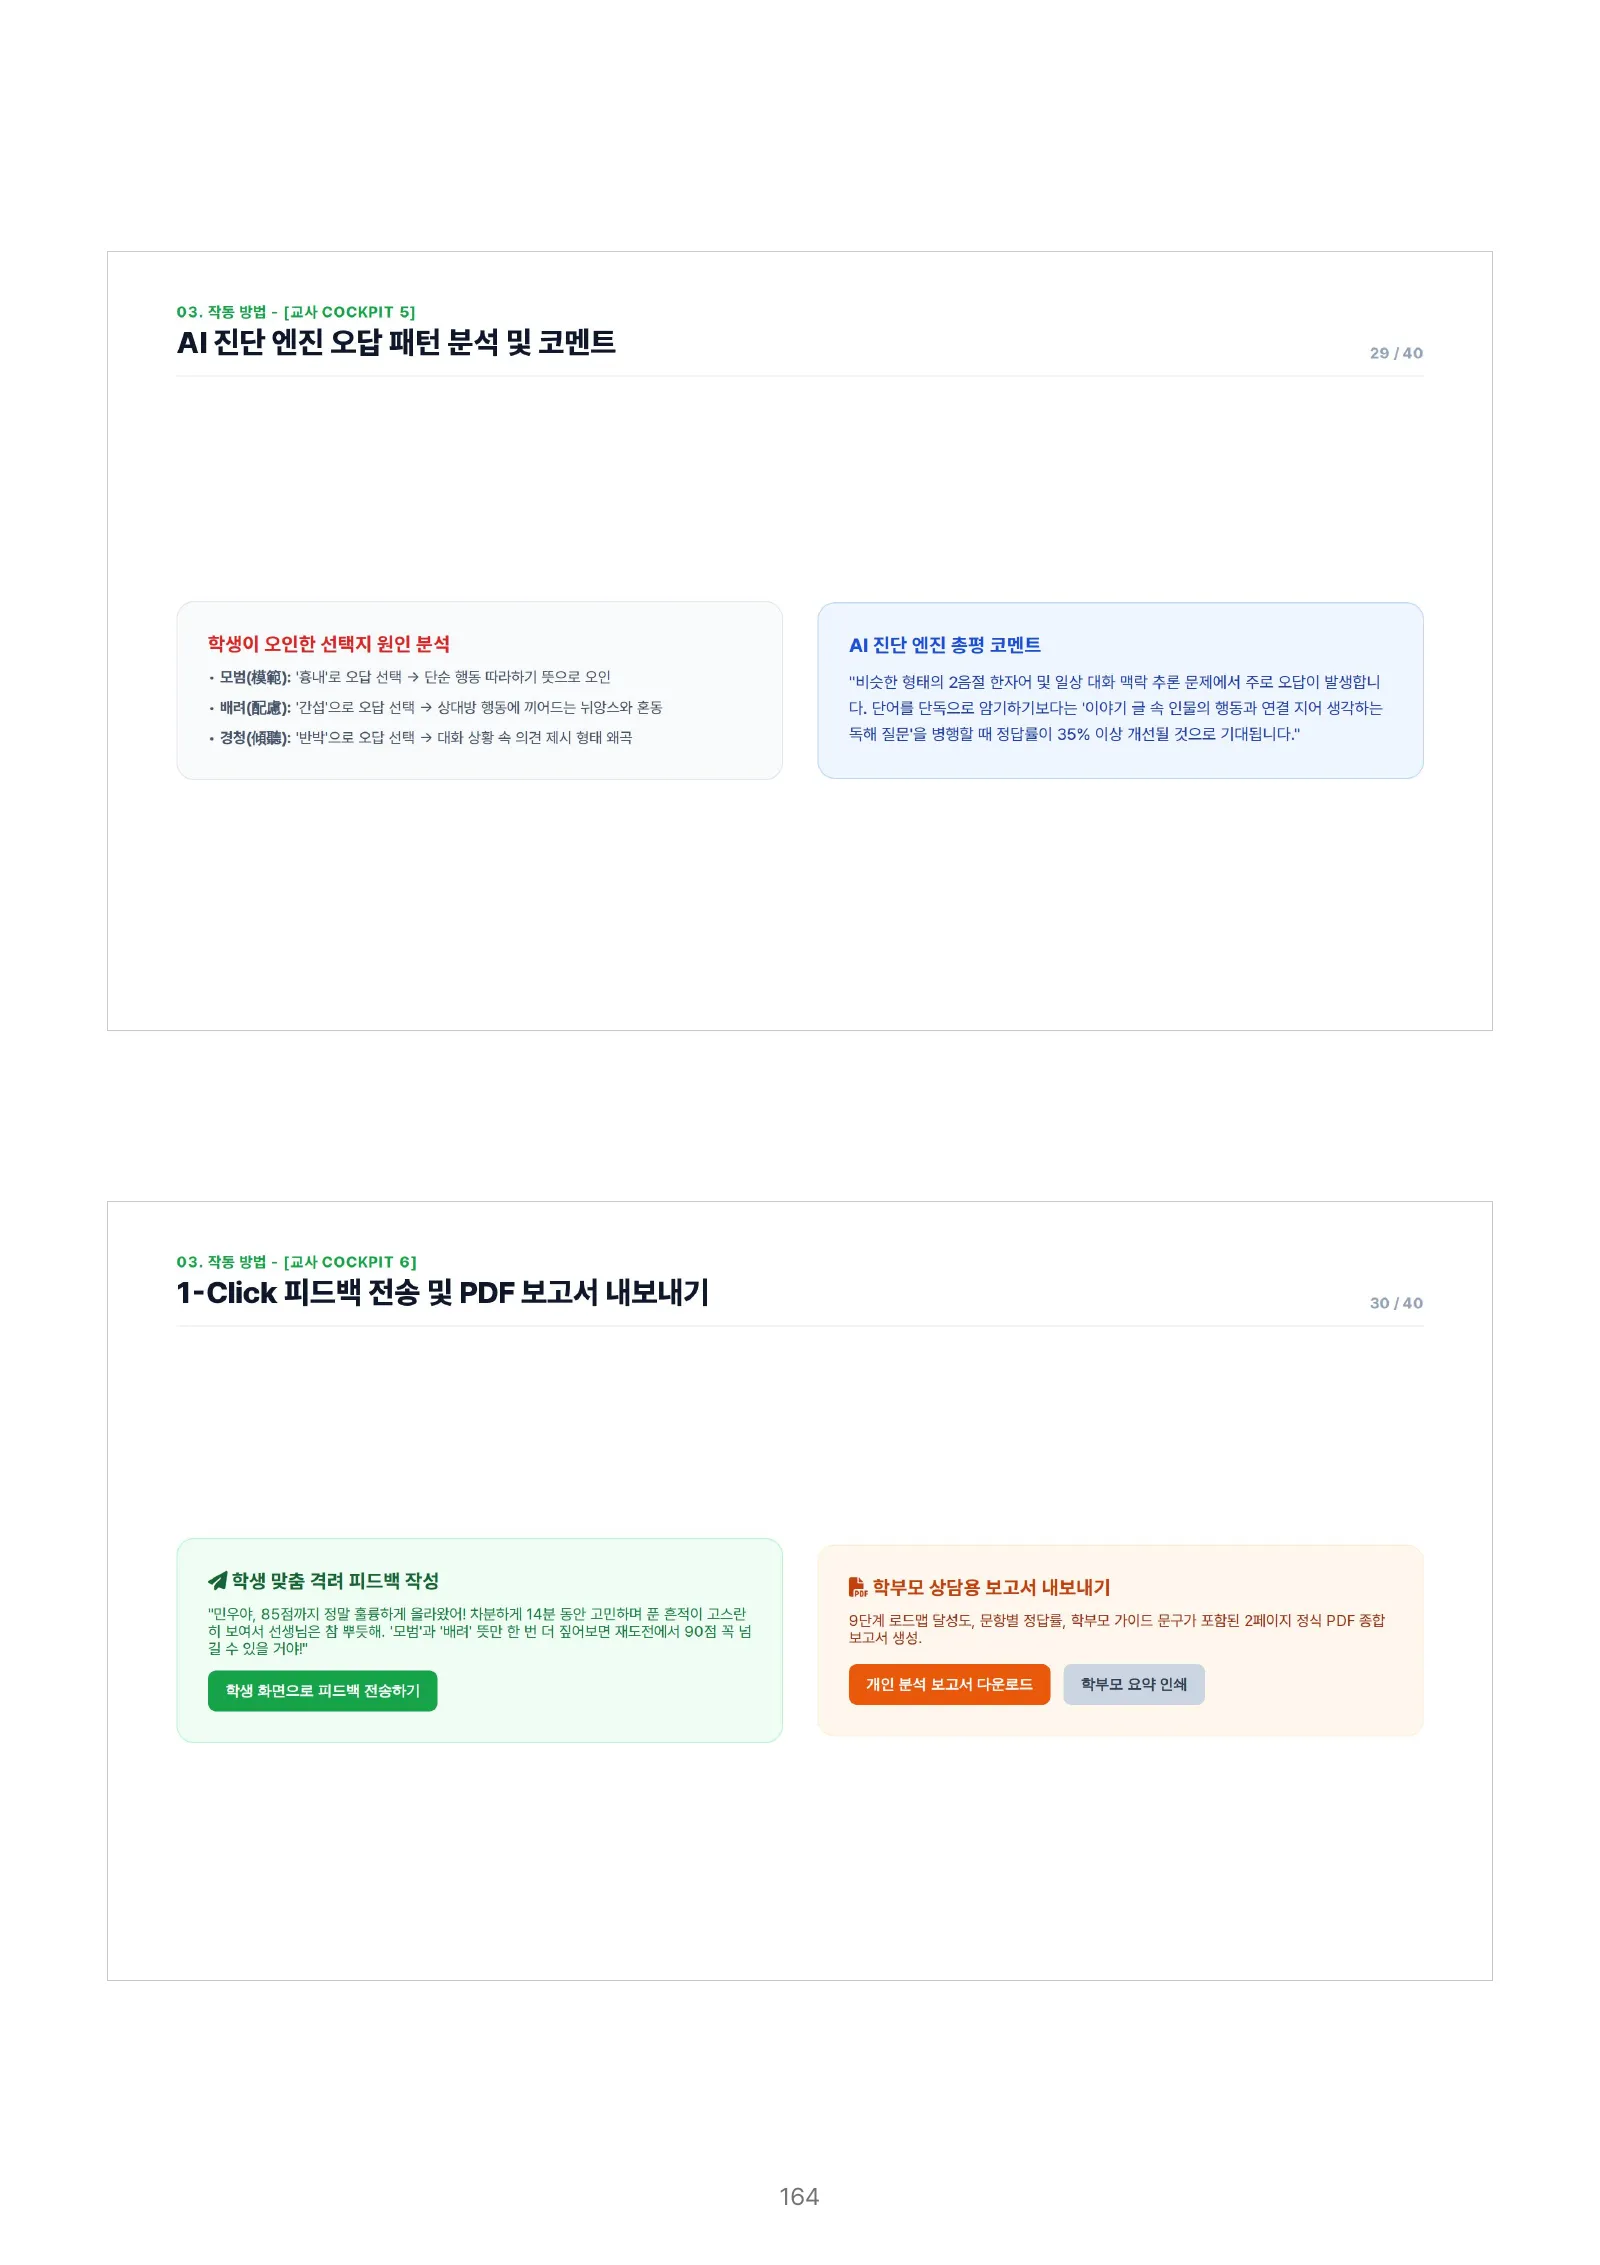 03. 작동 방법 - [교사 COCKPIT 5]
AI 진단 엔진 오답 패턴 분석 및 코멘트
29 / 40
학생이 오인한 선택지 원인 분석
• 모범(模範): '흉내'로 오답 선택 → 단순 행동 따라하기 뜻으로 오인
• 배려(配慮): '간섭'으로 오답 선택 → 상대방 행동에 끼어드는 뉘앙스와 혼동
• 경청(傾聽): '반박'으로 오답 선택 → 대화 상황 속 의견 제시 형태 왜곡
AI 진단 엔진 총평 코멘트
"비슷한 형태의 2음절 한자어 및 일상 대화 맥락 추론 문제에서 주로 오답이 발생합니
다. 단어를 단독으로 암기하기보다는 '이야기 글 속 인물의 행동과 연결 지어 생각하는
독해 질문'을 병행할 때 정답률이 35% 이상 개선될 것으로 기대됩니다."
03. 작동 방법 - [교사 COCKPIT 6]
1-Click 피드백 전송 및 PDF 보고서 내보내기
30 / 40
학생 맞춤 격려 피드백 작성
"민우야, 85점까지 정말 훌륭하게 올라왔어! 차분하게 14분 동안 고민하며 푼 흔적이 고스란
히 보여서 선생님은 참 뿌듯해. '모범'과 '배려' 뜻만 한 번 더 짚어보면 재도전에서 90점 꼭 넘
길 수 있을 거야!"
학생 화면으로 피드백 전송하기
PDF 학부모 상담용 보고서 내보내기
9단계 로드맵 달성도, 문항별 정답률, 학부모 가이드 문구가 포함된 2페이지 정식 PDF 종합
보고서 생성.
개인 분석 보고서 다운로드
학부모 요약 인쇄
164